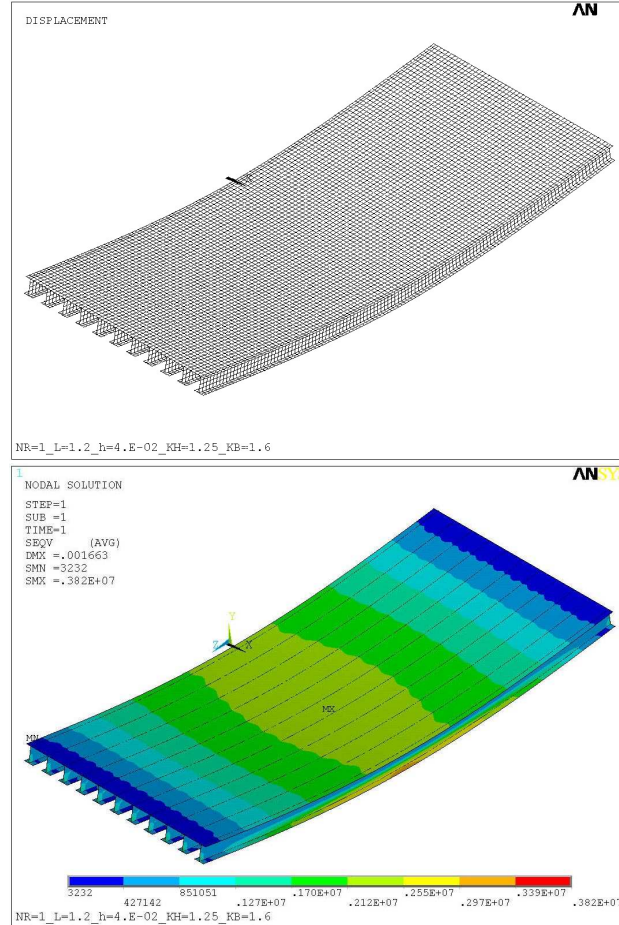 DISPLACEMENT
AN
X
NR=1_L=1.2_h=4.E-02_KH=1.25_KB=1.6
1
NODAL SOLUTION
ANSYS
STEP=1
SUB =1
TIME=1
SEQV (AVG)
DMX =.001663
SMN =3232
SMX =.382E+07
Y
Z X
MX
MN
3232 851051 .170E+07 .255E+07 .339E+07
427142 .127E+07 .212E+07 .297E+07 .382E+07
NR=1_L=1.2_h=4.E-02_KH=1.25_KB=1.6